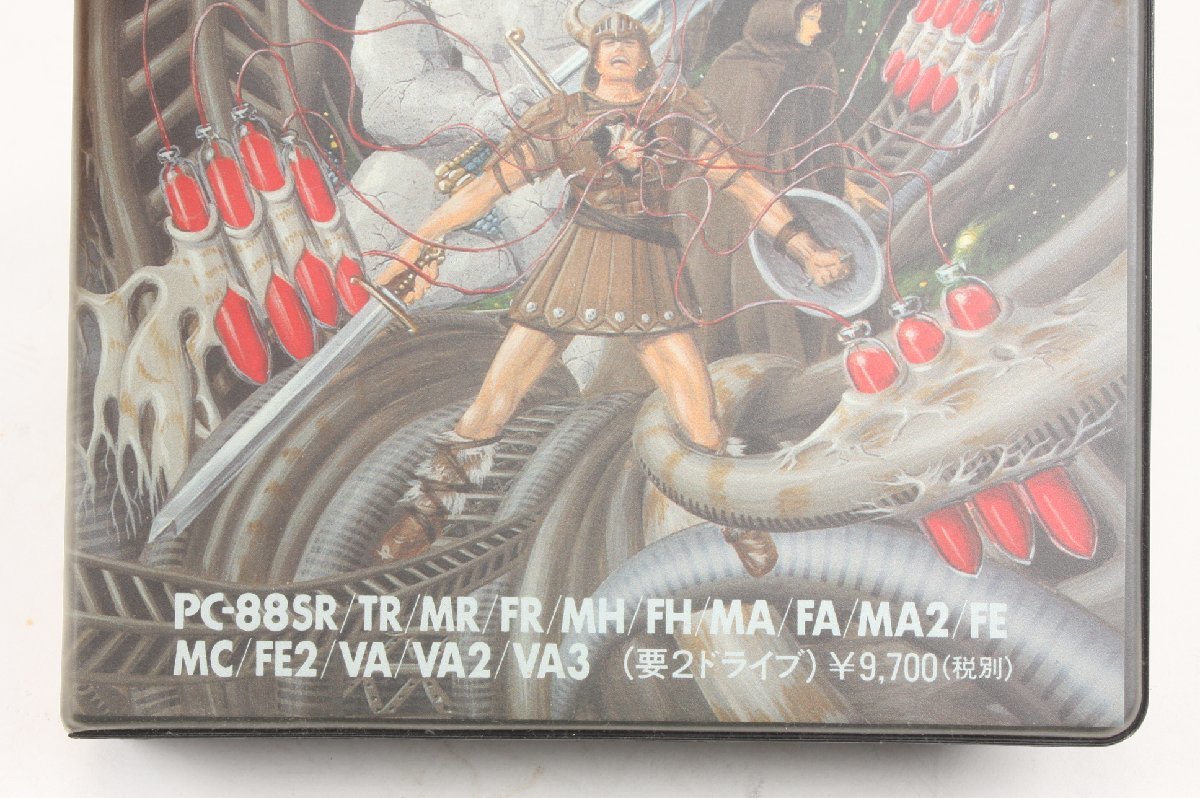 PC-88SR/TR/MR/FR/MH/FH/MA/FA/MA2/FE
MC/FE2/VA/VA2/VA3 (要2ドライブ) ¥9,700(税別)